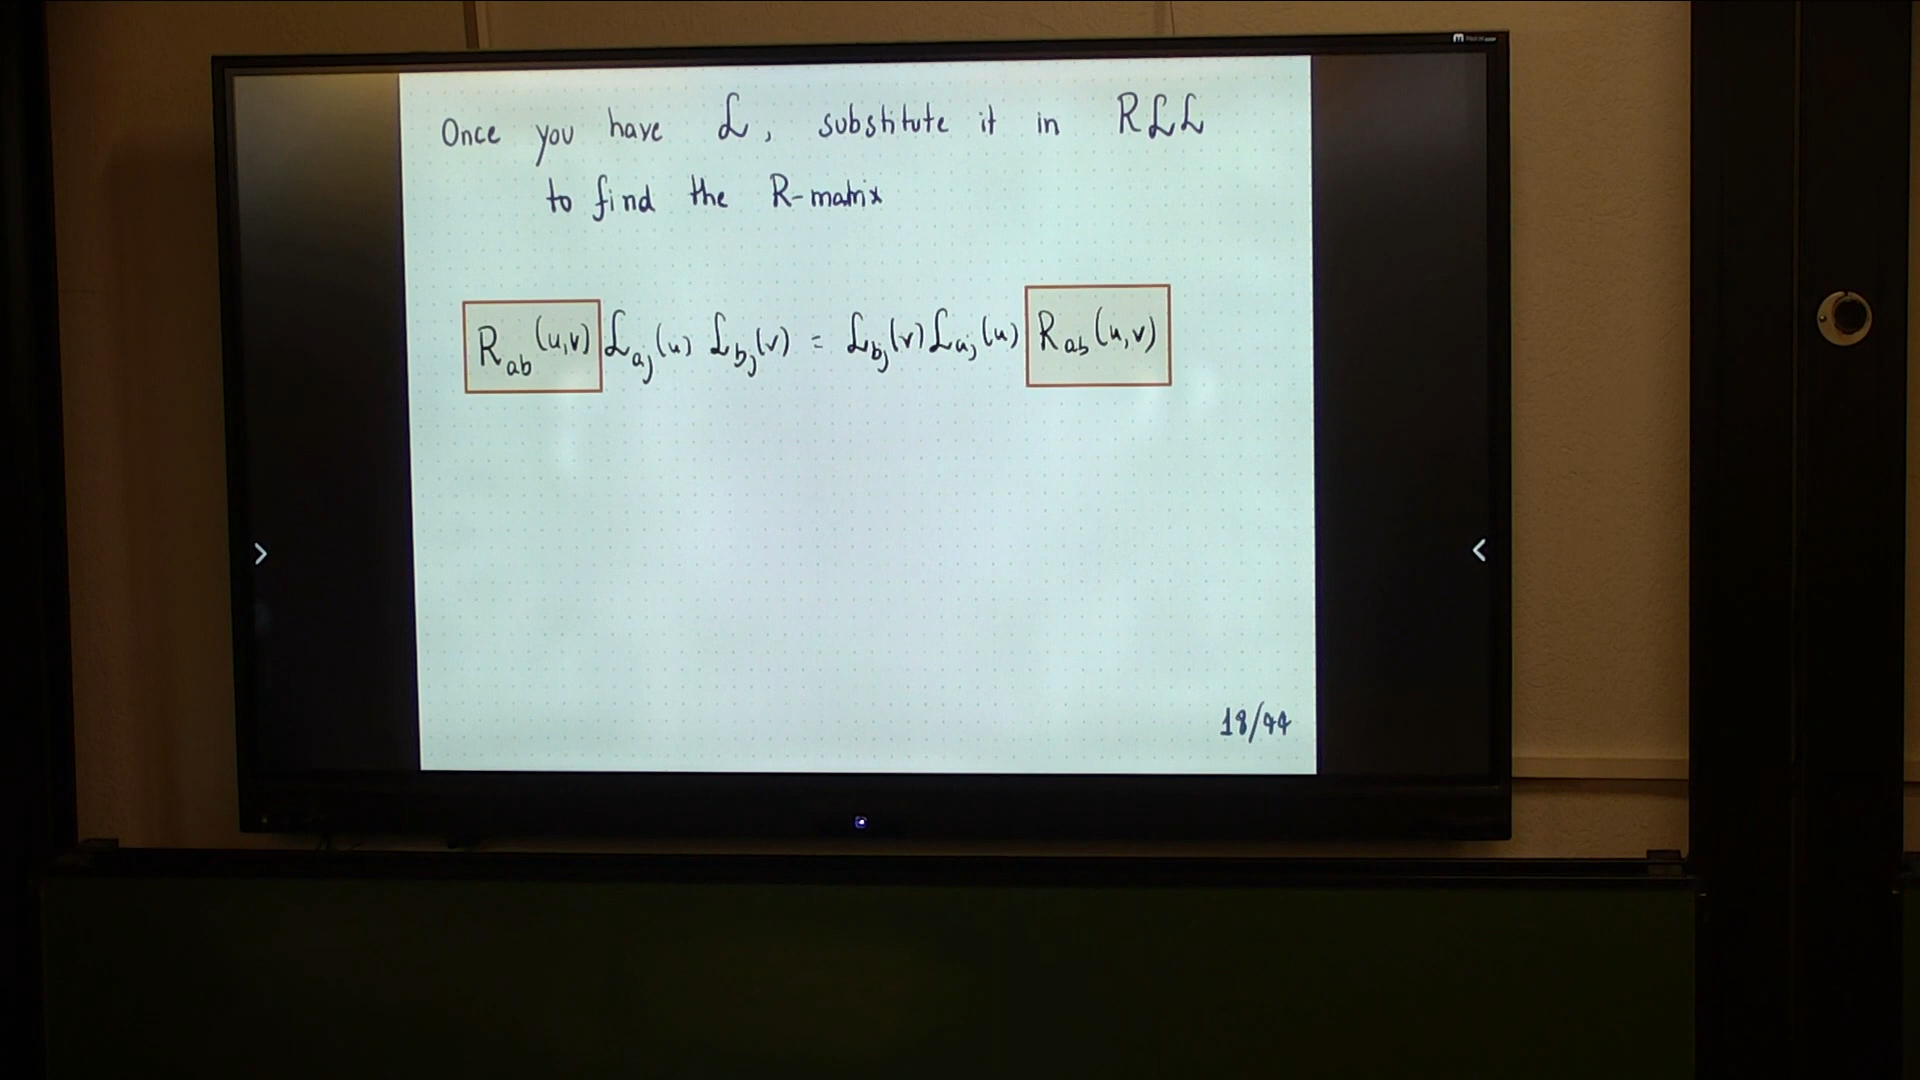 Once you have ℒ, substitute it in Rℒℒ
to find the R-matrix
R_ab(u,v) ℒ_aj(u) ℒ_bj(v) = ℒ_bj(v) ℒ_aj(u) R_ab(u,v)
18/44